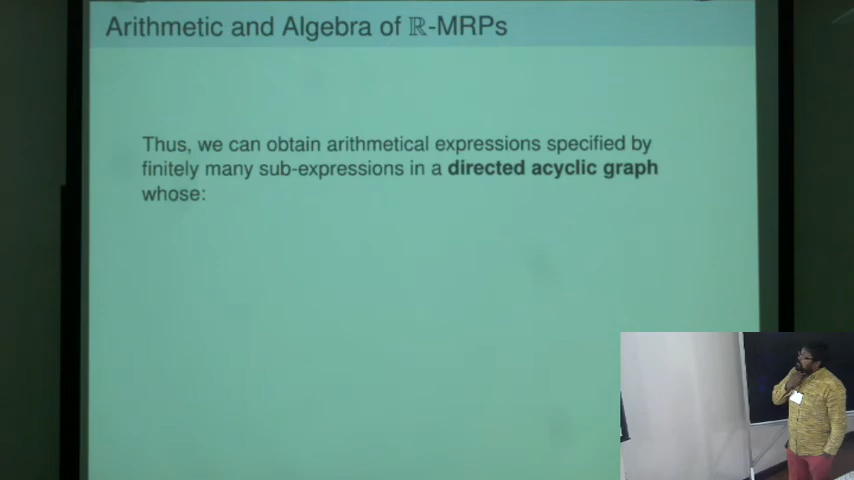 Arithmetic and Algebra of ℝ-MRPs
Thus, we can obtain arithmetical expressions specified by
finitely many sub-expressions in a directed acyclic graph
whose: